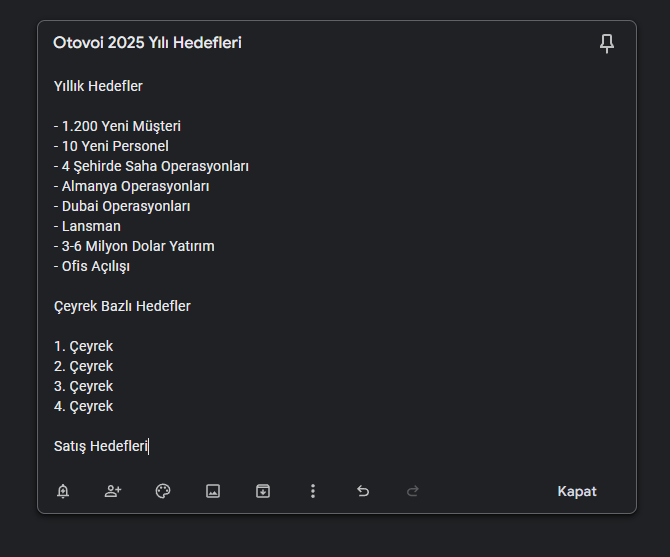 Otovoi 2025 Yılı Hedefleri
Yıllık Hedefler
- 1.200 Yeni Müşteri
- 10 Yeni Personel
- 4 Şehirde Saha Operasyonları
- Almanya Operasyonları
- Dubai Operasyonları
- Lansman
- 3-6 Milyon Dolar Yatırım
- Ofis Açılışı
Çeyrek Bazlı Hedefler
1. Çeyrek
2. Çeyrek
3. Çeyrek
4. Çeyrek
Satış Hedefleri
Kapat